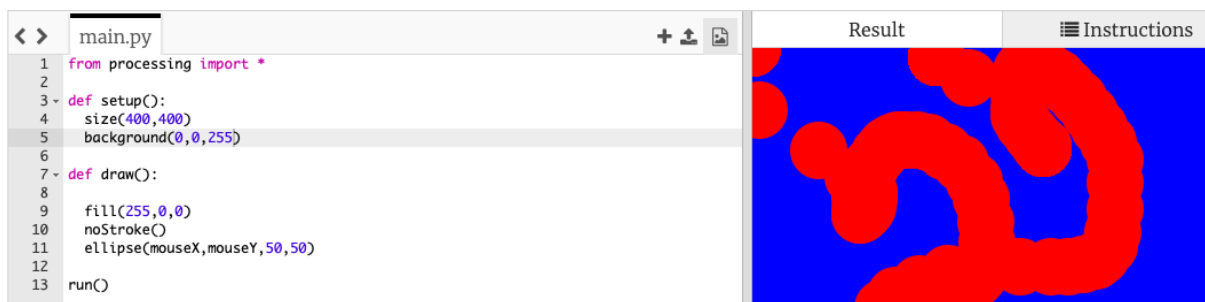 main.py
Result
Instructions
1 from processing import *
2
3 def setup():
4 size(400,400)
5 background(0,0,255)
6
7 def draw():
8
9 fill(255,0,0)
10 noStroke()
11 ellipse(mouseX,mouseY,50,50)
12
13 run()